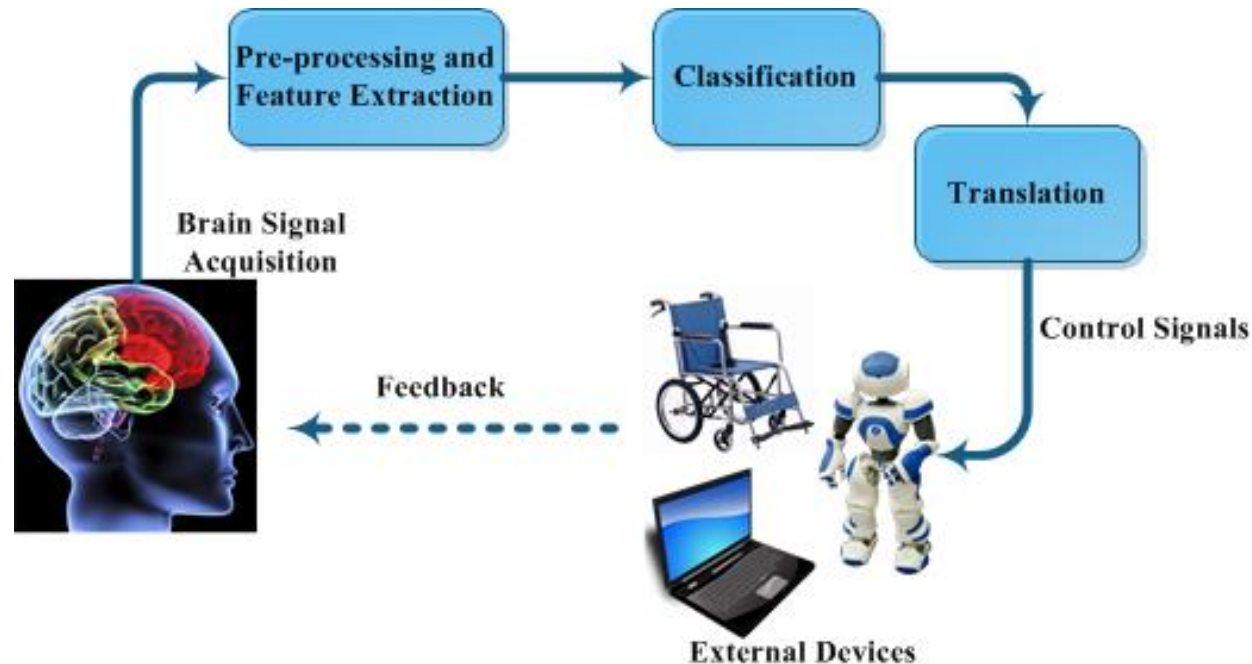 Pre-processing and
Feature Extraction
Classification
Translation
Brain Signal
Acquisition
Control Signals
Feedback
External Devices